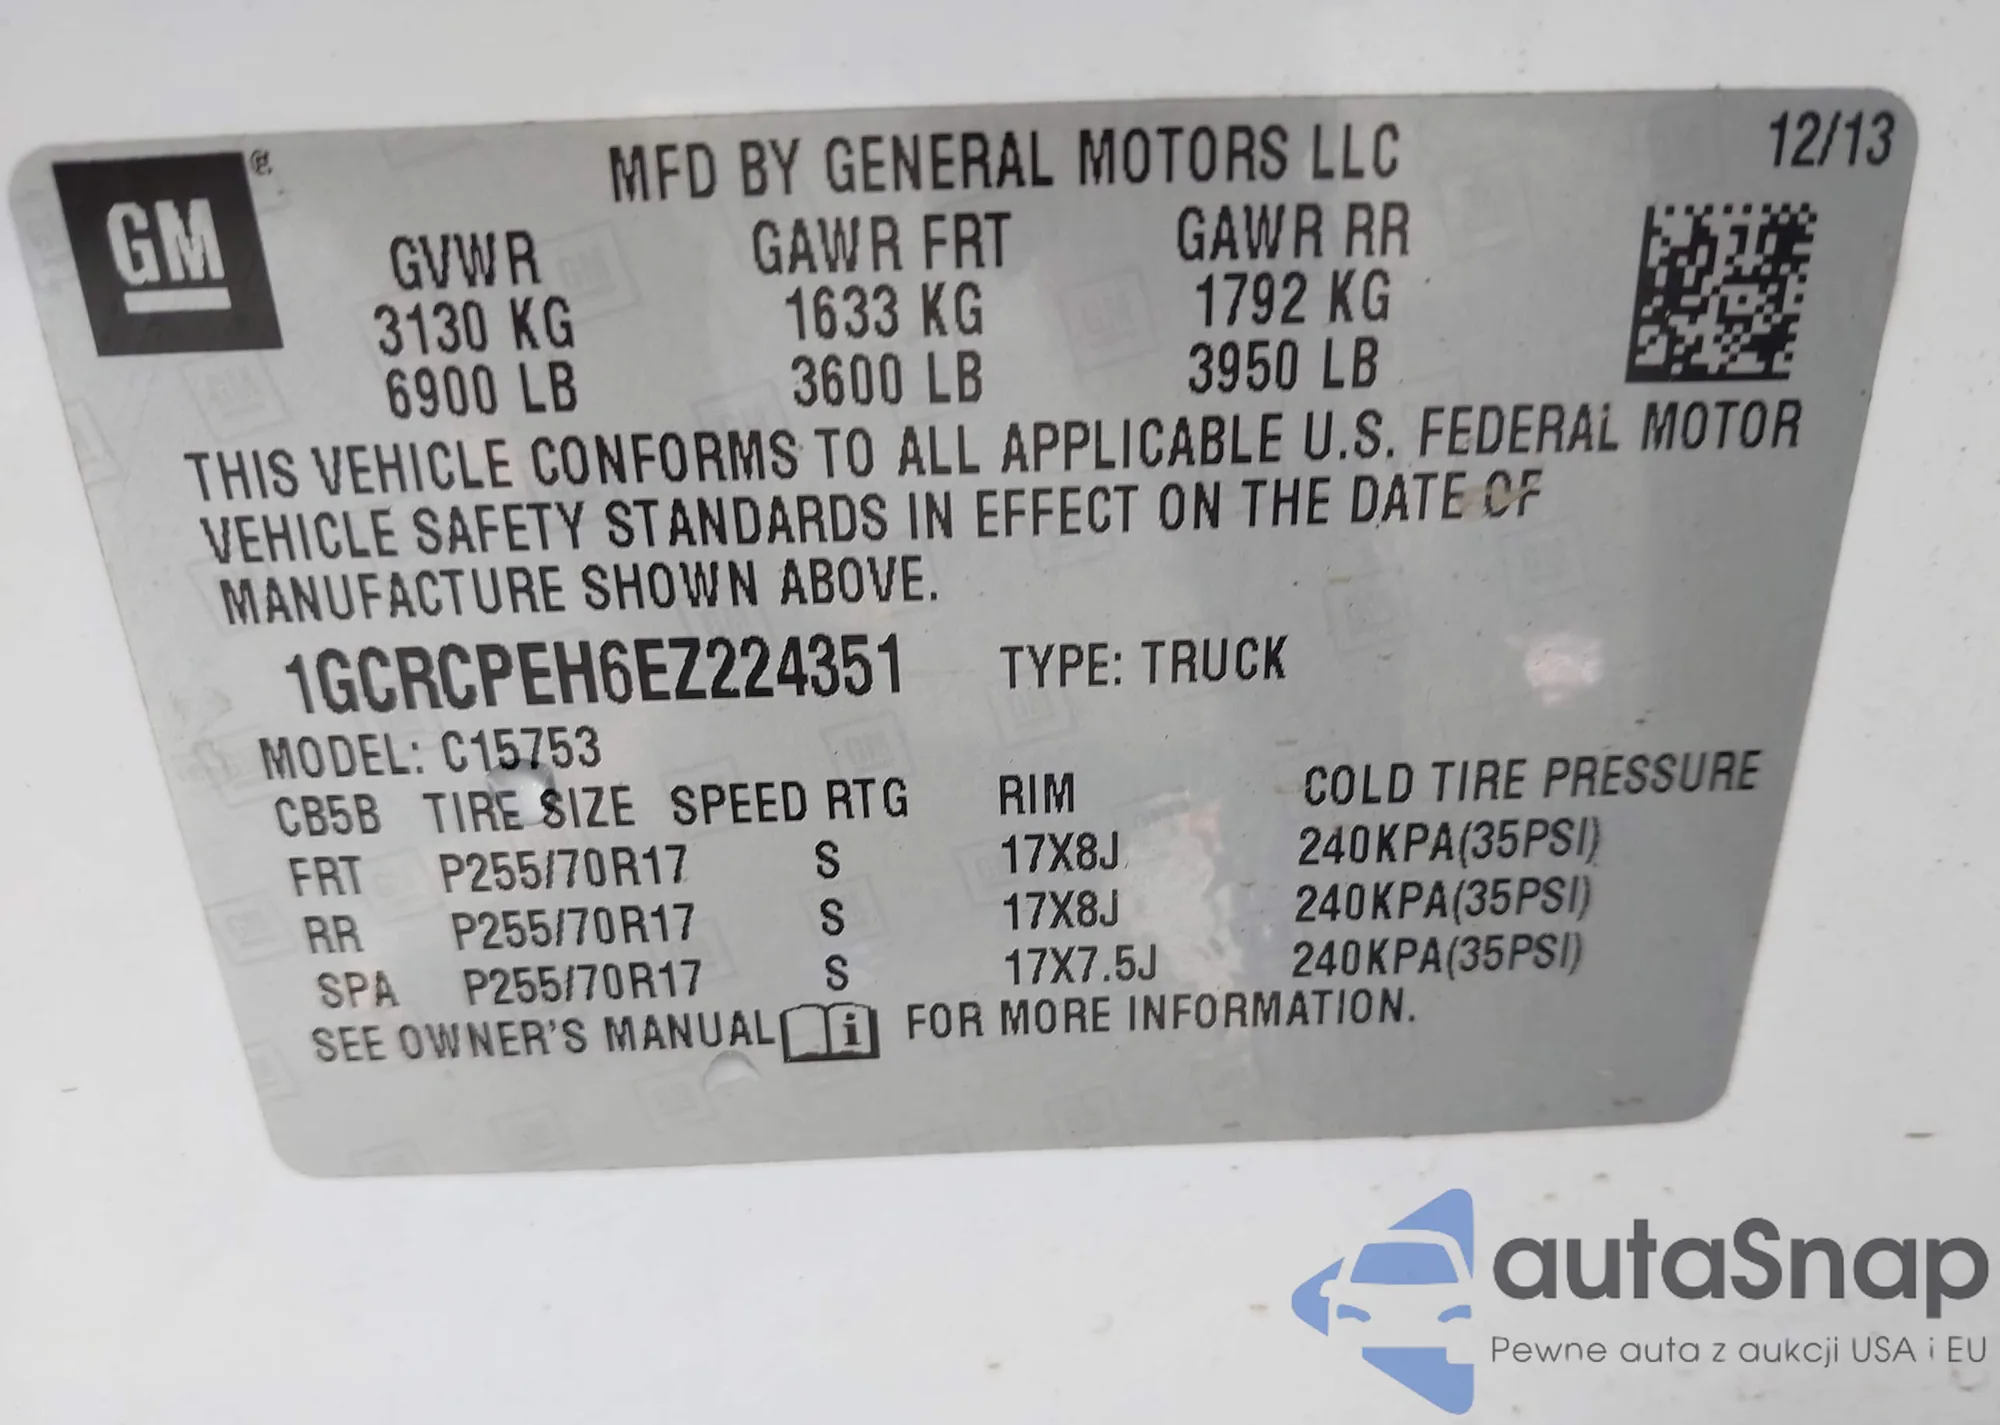 GM®
MFD BY GENERAL MOTORS LLC 12/13
GVWR GAWR FRT GAWR RR
3130 KG 1633 KG 1792 KG
6900 LB 3600 LB 3950 LB
THIS VEHICLE CONFORMS TO ALL APPLICABLE U.S. FEDERAL MOTOR
VEHICLE SAFETY STANDARDS IN EFFECT ON THE DATE OF
MANUFACTURE SHOWN ABOVE.
1GCRCPEH6EZ224351 TYPE: TRUCK
MODEL: C15753
CB5B TIRE SIZE SPEED RTG RIM COLD TIRE PRESSURE
FRT P255/70R17 S 17X8J 240KPA(35PSI)
RR P255/70R17 S 17X8J 240KPA(35PSI)
SPA P255/70R17 S 17X7.5J 240KPA(35PSI)
SEE OWNER'S MANUAL i FOR MORE INFORMATION.
autaSnap
Pewne auta z aukcji USA i EU